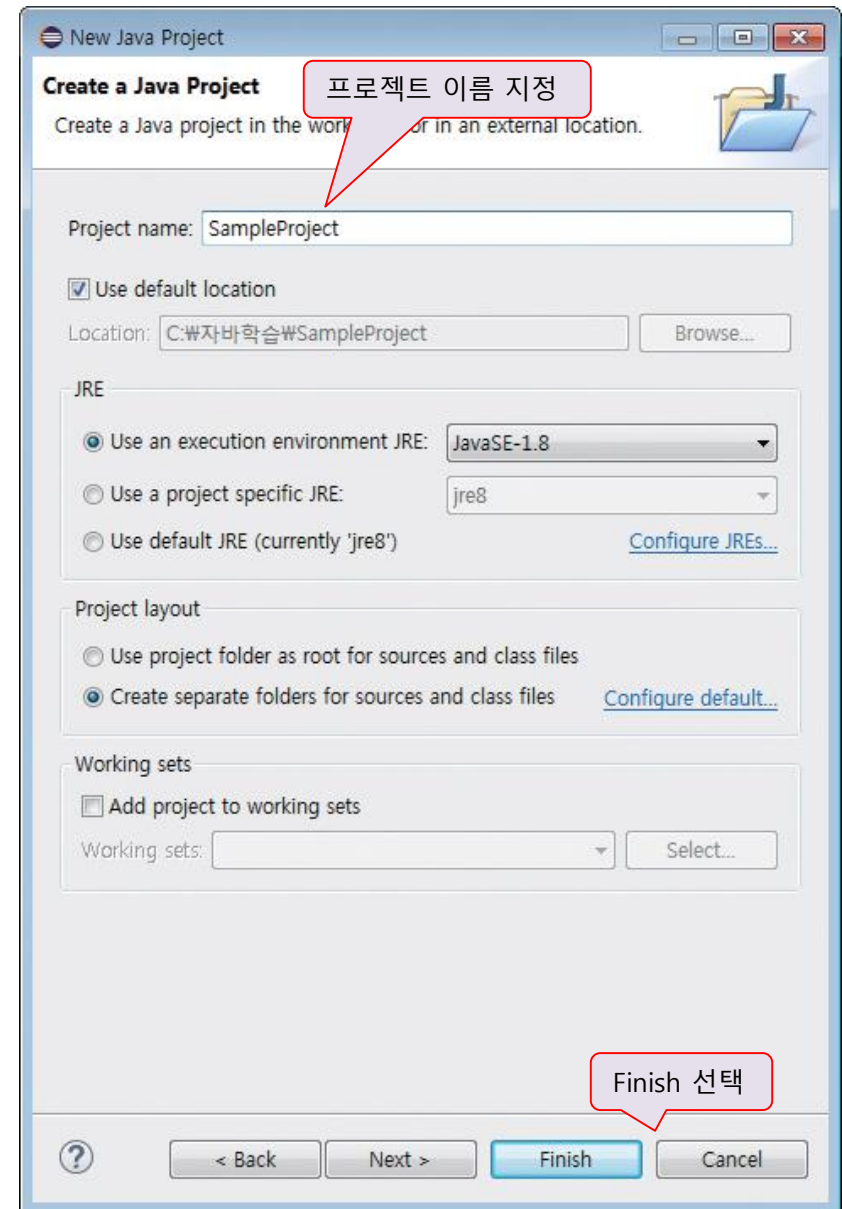 New Java Project
Create a Java Project
프로젝트 이름 지정
Create a Java project in the work or in an external location.
Project name: SampleProject
Use default location
Location: C:₩자바학습₩SampleProject Browse...
JRE
Use an execution environment JRE: JavaSE-1.8
Use a project specific JRE: jre8
Use default JRE (currently 'jre8') Configure JREs...
Project layout
Use project folder as root for sources and class files
Create separate folders for sources and class files Configure default...
Working sets
Add project to working sets
Working sets: Select...
Finish 선택
? < Back Next > Finish Cancel